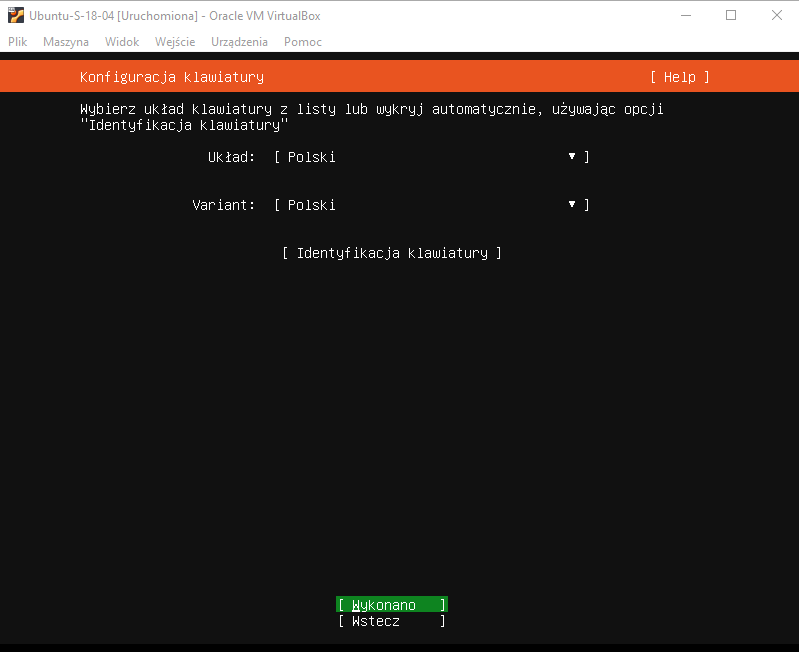 Ubuntu-S-18-04 [Uruchomiona] - Oracle VM VirtualBox
Plik Maszyna Widok Wejście Urządzenia Pomoc
Konfiguracja klawiatury [ Help ]
Wybierz układ klawiatury z listy lub wykryj automatycznie, używając opcji
"Identyfikacja klawiatury"
Układ: [ Polski ▼ ]
Variant: [ Polski ▼ ]
[ Identyfikacja klawiatury ]
[ Wykonano ]
[ Wstecz ]